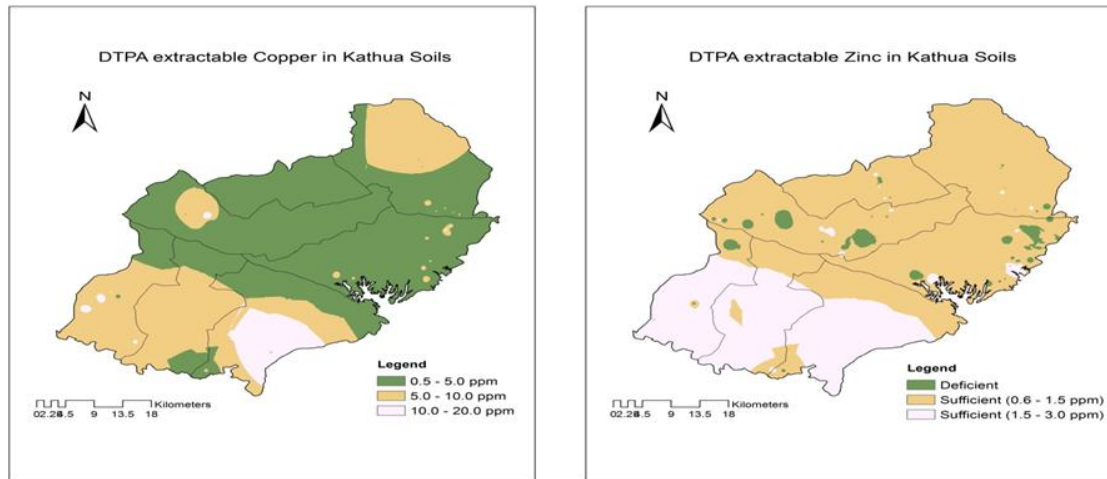 DTPA extractable Copper in Kathua Soils
N
Legend
0.5 - 5.0 ppm
5.0 - 10.0 ppm
10.0 - 20.0 ppm
Kilometers
9 13.5 18
DTPA extractable Zinc in Kathua Soils
N
Legend
Deficient
Sufficient (0.6 - 1.5 ppm)
Sufficient (1.5 - 3.0 ppm)
Kilometers
9 13.5 18